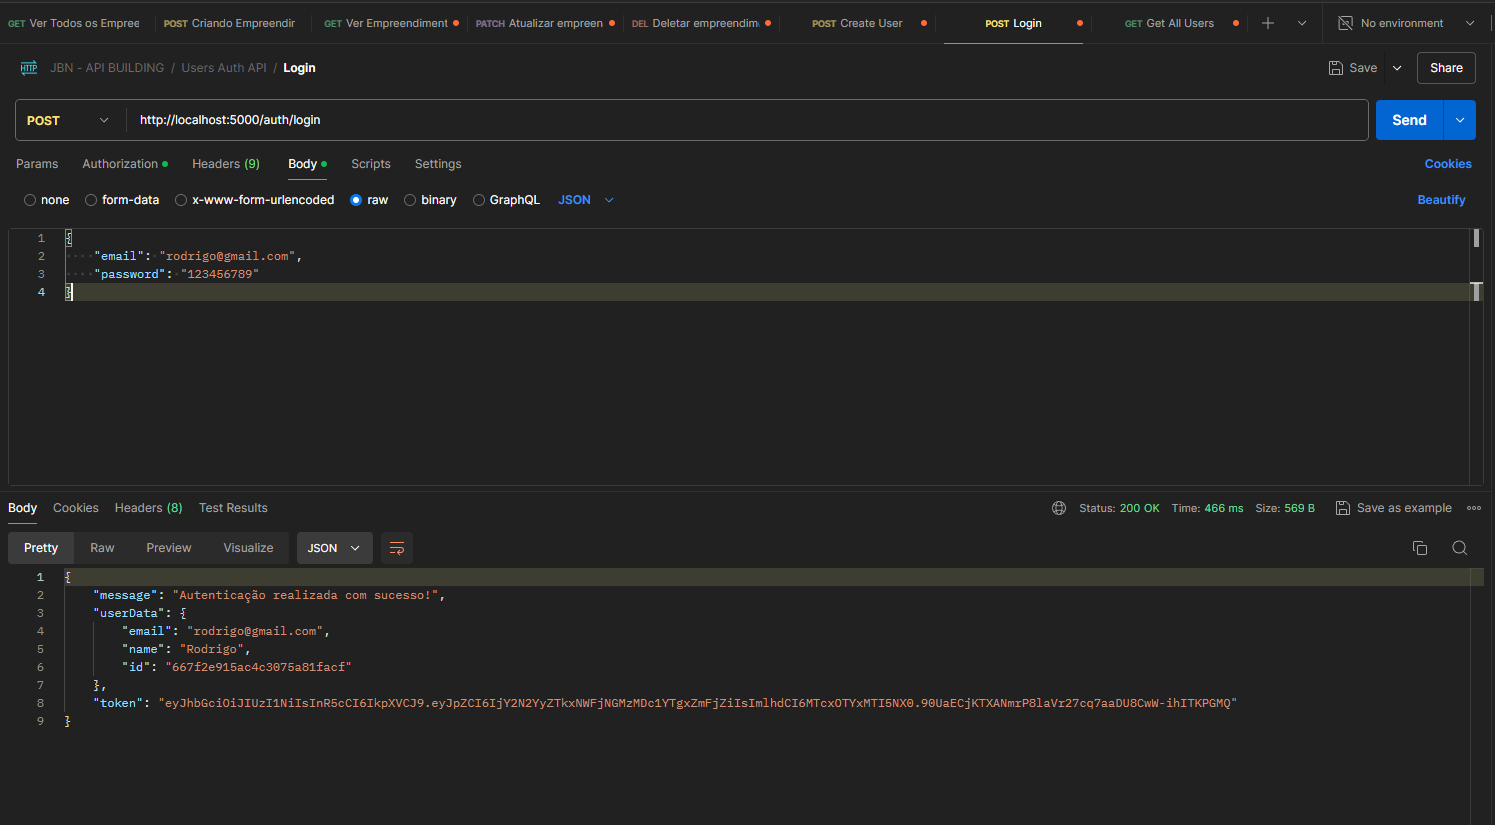 GET Ver Todos os Empree POST Criando Empreendir GET Ver Empreendiment PATCH Atualizar empreen DEL Deletar empreendim POST Create User POST Login GET Get All Users No environment
HTTP JBN - API BUILDING / Users Auth API / Login Save Share
POST http://localhost:5000/auth/login Send
Params Authorization Headers (9) Body Scripts Settings Cookies
none form-data x-www-form-urlencoded raw binary GraphQL JSON Beautify
1 {
2 "email": "rodrigo@gmail.com",
3 "password": "123456789"
4 }
Body Cookies Headers (8) Test Results Status: 200 OK Time: 466 ms Size: 569 B Save as example
Pretty Raw Preview Visualize JSON
1 {
2 "message": "Autenticação realizada com sucesso!",
3 "userData": {
4 "email": "rodrigo@gmail.com",
5 "name": "Rodrigo",
6 "id": "667f2e915ac4c3075a81facf"
7 },
8 "token": "eyJhbGciOiJIUzI1NiIsInR5cCI6IkpXVCJ9.eyJpZCI6IjY2N2YyZTkxNWFjNGMzMDc1YTgxZmFjZiIsImlhdCI6MTcxOTYxMTI5NX0.90UaECjKTXANmrP8laVr27cq7aaDU8CwW-ihITKPGMQ"
9 }